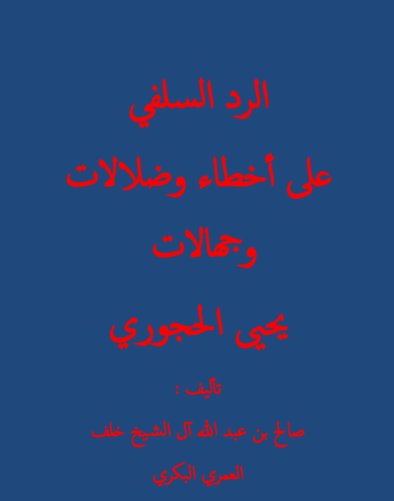 الرد السلفي
على أخطاء وضلالات
وجهالات
يحيى الحجوري
تأليف :
صالح بن عبد الله آل الشيخ خلف
العمري البكري